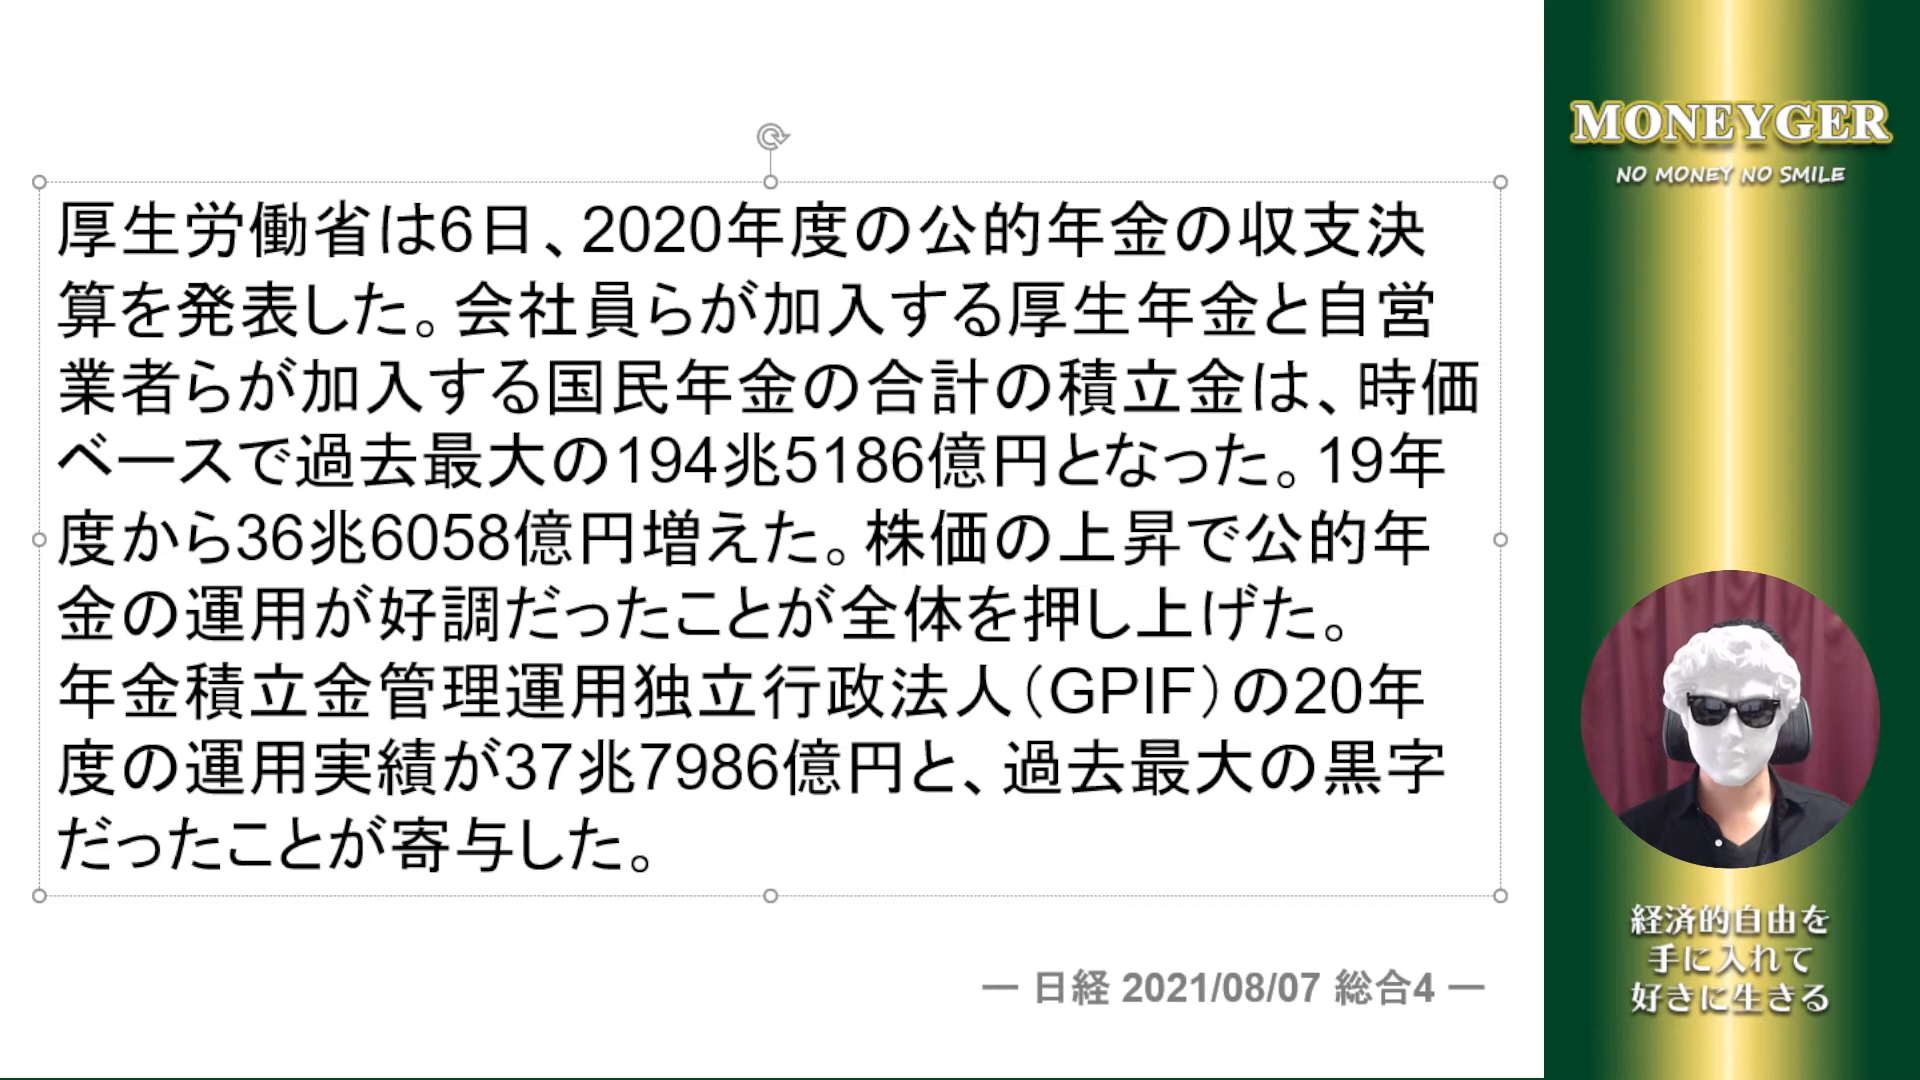 厚生労働省は6日、2020年度の公的年金の収支決
算を発表した。会社員らが加入する厚生年金と自営
業者らが加入する国民年金の合計の積立金は、時価
ベースで過去最大の194兆5186億円となった。19年
度から36兆6058億円増えた。株価の上昇で公的年
金の運用が好調だったことが全体を押し上げた。
年金積立金管理運用独立行政法人（GPIF）の20年
度の運用実績が37兆7986億円と、過去最大の黒字
だったことが寄与した。
― 日経 2021/08/07 総合4 ―
MONEYGER
NO MONEY NO SMILE
経済的自由を
手に入れて
好きに生きる